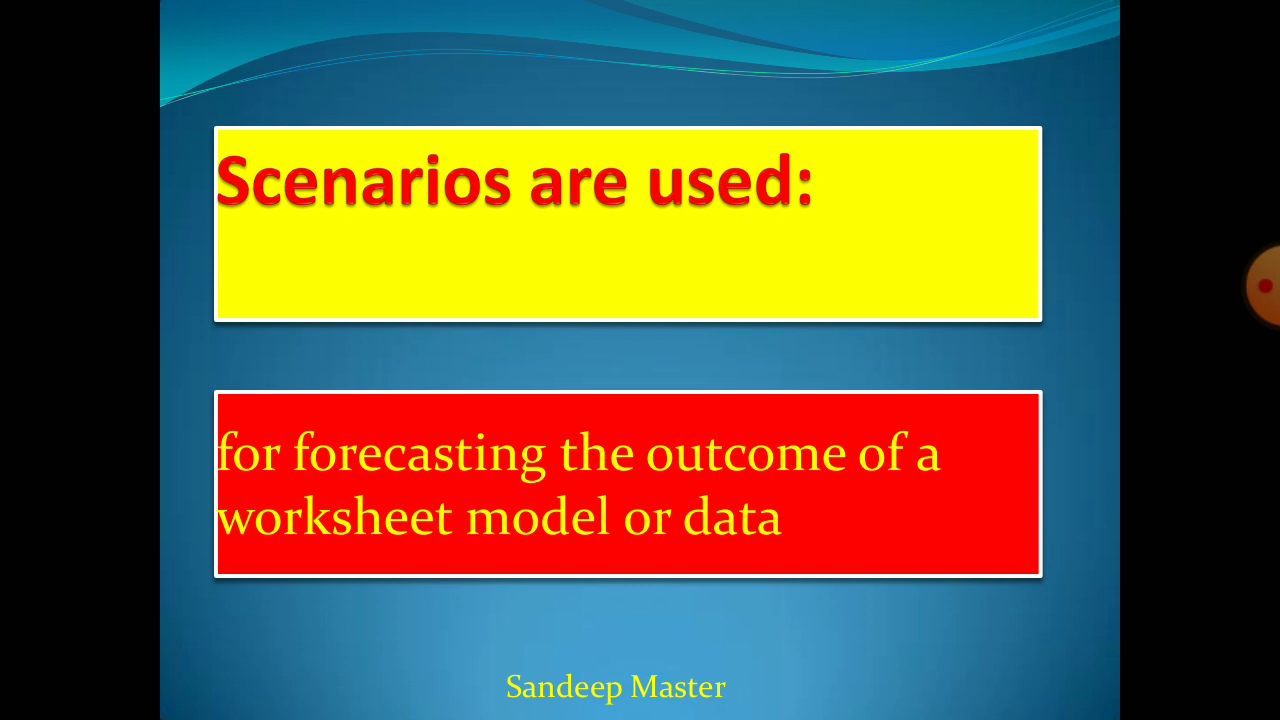 Scenarios are used:
for forecasting the outcome of a
worksheet model or data
Sandeep Master